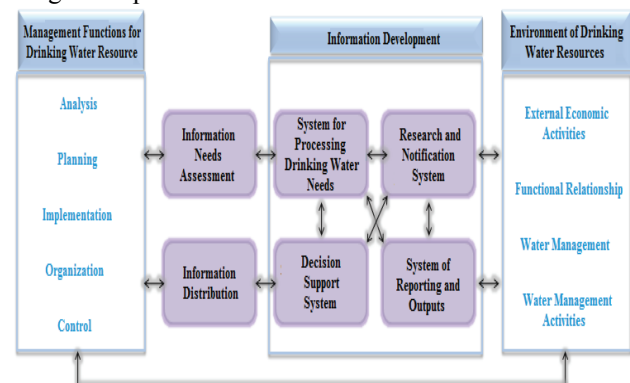 Management Functions for
Drinking Water Resource
Analysis
Planning
Implementation
Organization
Control
Information
Needs
Assessment
Information
Distribution
Information Development
System for
Processing
Drinking Water
Needs
Research and
Notification
System
Decision
Support
System
System of
Reporting and
Outputs
Environment of Drinking
Water Resources
External Economic
Activities
Functional Relationship
Water Management
Water Management
Activities